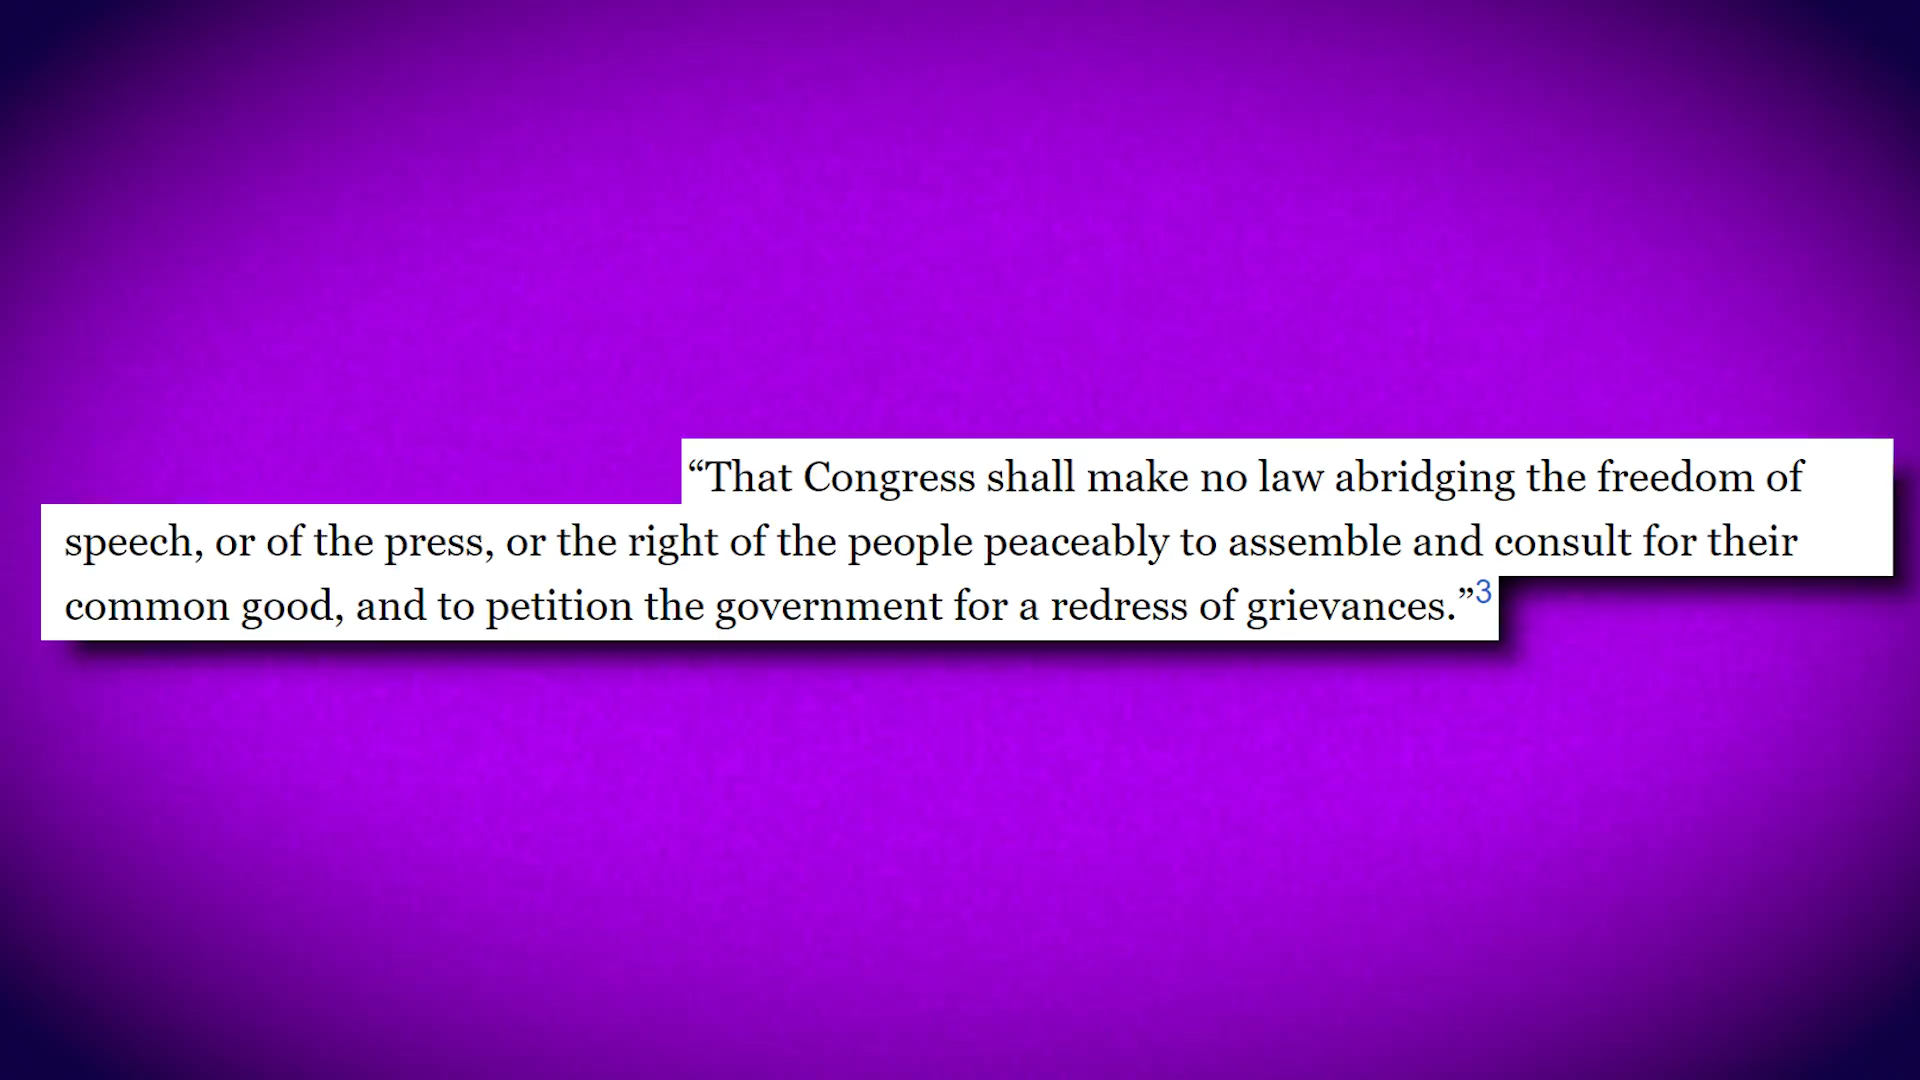 “That Congress shall make no law abridging the freedom of
speech, or of the press, or the right of the people peaceably to assemble and consult for their
common good, and to petition the government for a redress of grievances.”3